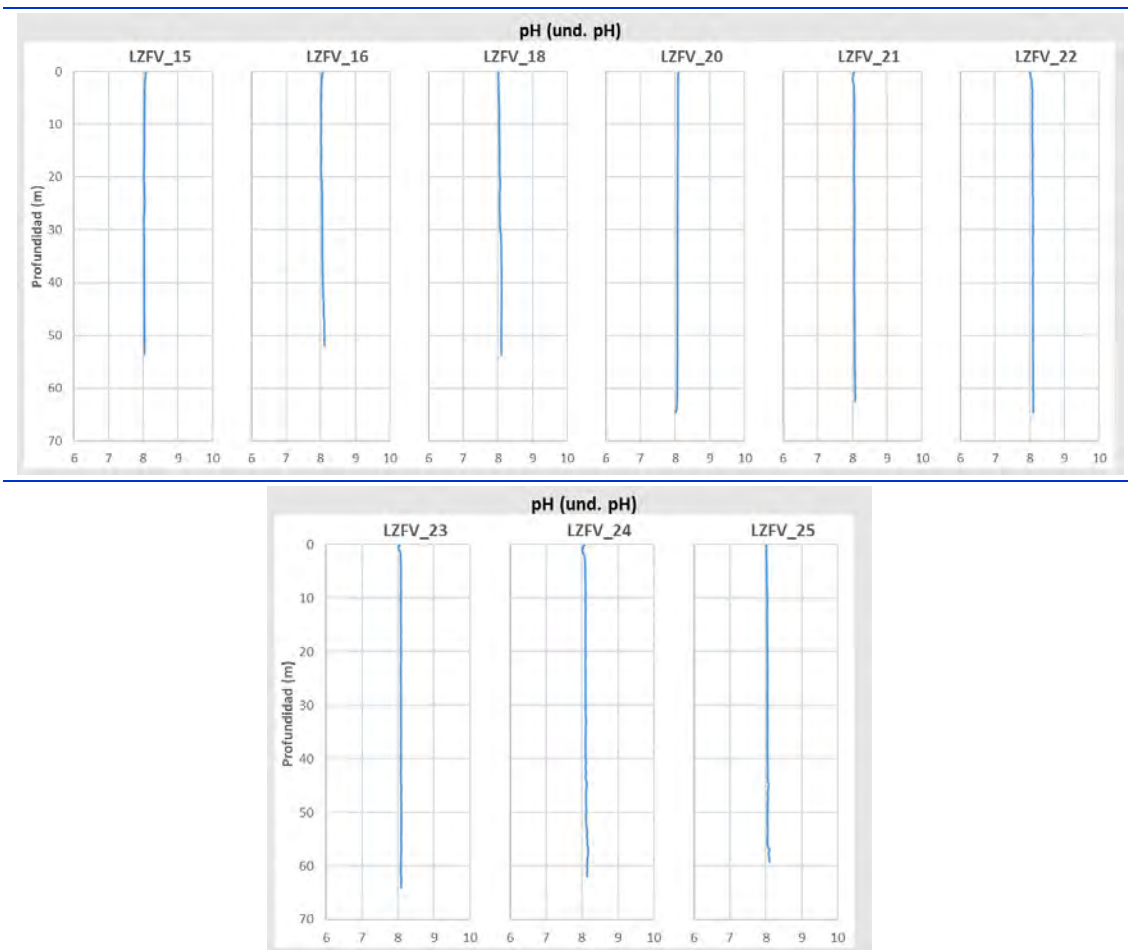 pH (und. pH)
LZFV_15 LZFV_16 LZFV_18 LZFV_20 LZFV_21 LZFV_22
Profundidad (m)
0
10
20
30
40
50
60
70
6 7 8 9 10 6 7 8 9 10 6 7 8 9 10 6 7 8 9 10 6 7 8 9 10 6 7 8 9 10
pH (und. pH)
LZFV_23 LZFV_24 LZFV_25
Profundidad (m)
0
10
20
30
40
50
60
70
6 7 8 9 10 6 7 8 9 10 6 7 8 9 10